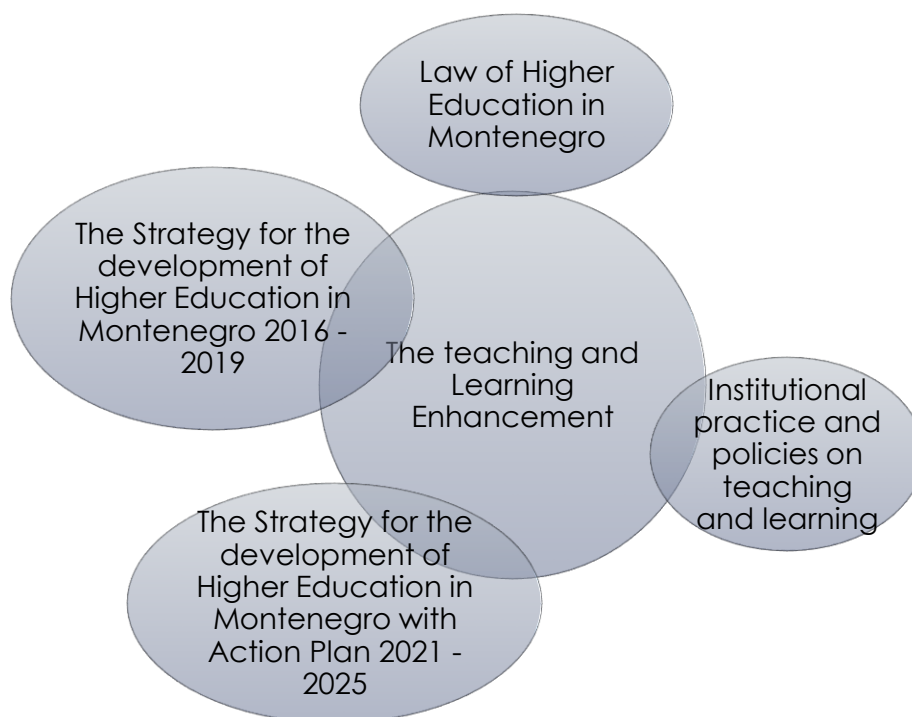 Law of Higher
Education in
Montenegro
The Strategy for the
development of
Higher Education in
Montenegro 2016 -
2019
The teaching and
Learning
Enhancement
Institutional
practice and
policies on
teaching
and learning
The Strategy for the
development of
Higher Education in
Montenegro with
Action Plan 2021 -
2025